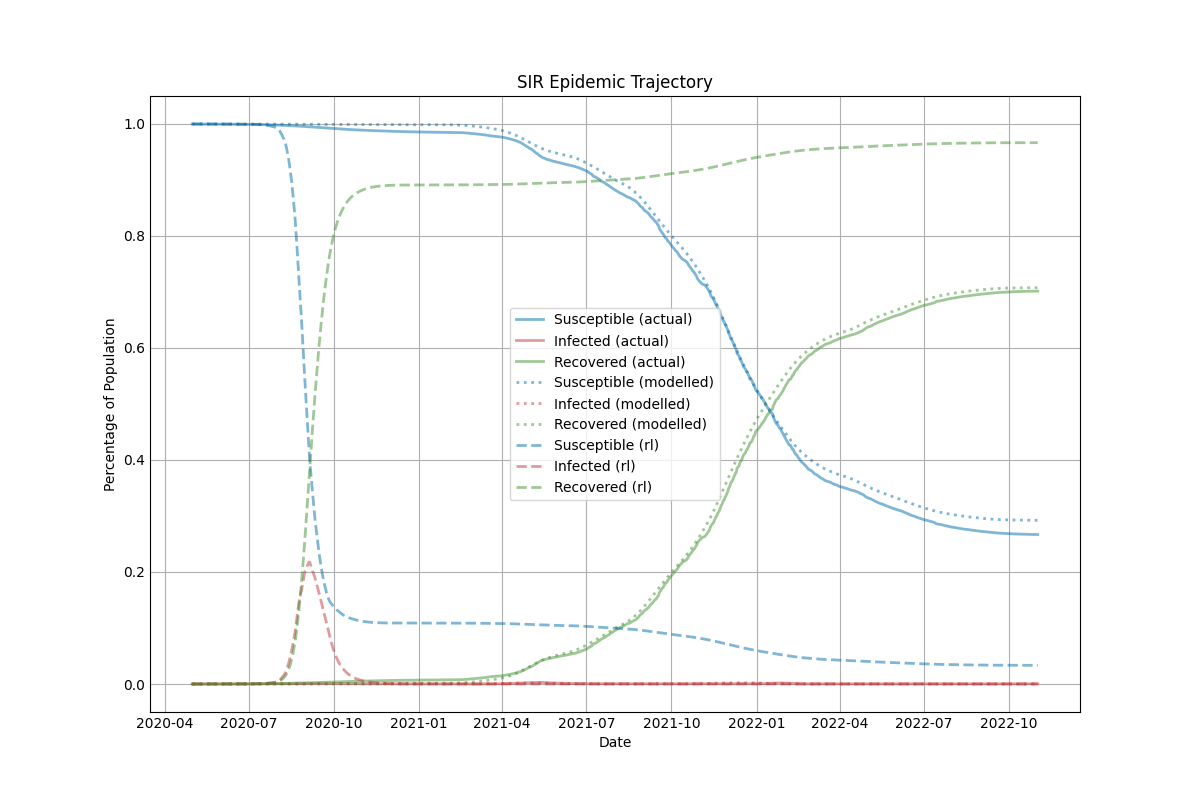 SIR Epidemic Trajectory
Percentage of Population
1.0
0.8
0.6
0.4
0.2
0.0
Susceptible (actual)
Infected (actual)
Recovered (actual)
Susceptible (modelled)
Infected (modelled)
Recovered (modelled)
Susceptible (rl)
Infected (rl)
Recovered (rl)
2020-04 2020-07 2020-10 2021-01 2021-04 2021-07 2021-10 2022-01 2022-04 2022-07 2022-10
Date